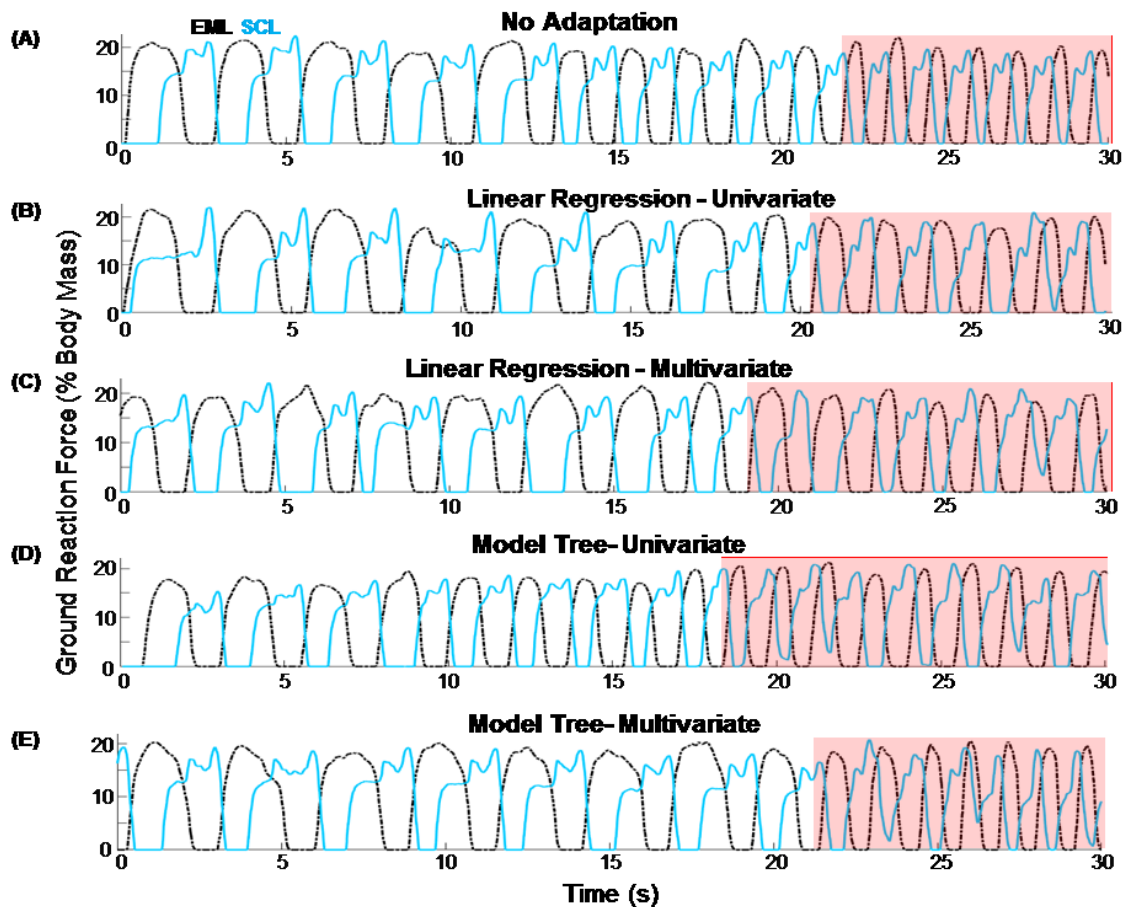 No Adaptation
(A)
EML SCL
20
10
0
0 5 10 15 20 25 30
Linear Regression - Univariate
(B)
20
10
0
0 5 10 15 20 25 30
Linear Regression - Multivariate
(C)
20
10
0
0 5 10 15 20 25 30
Model Tree- Univariate
(D)
20
10
0
0 5 10 15 20 25 30
Model Tree- Multivariate
(E)
20
10
0
0 5 10 15 20 25 30
Ground Reaction Force (% Body Mass)
Time (s)